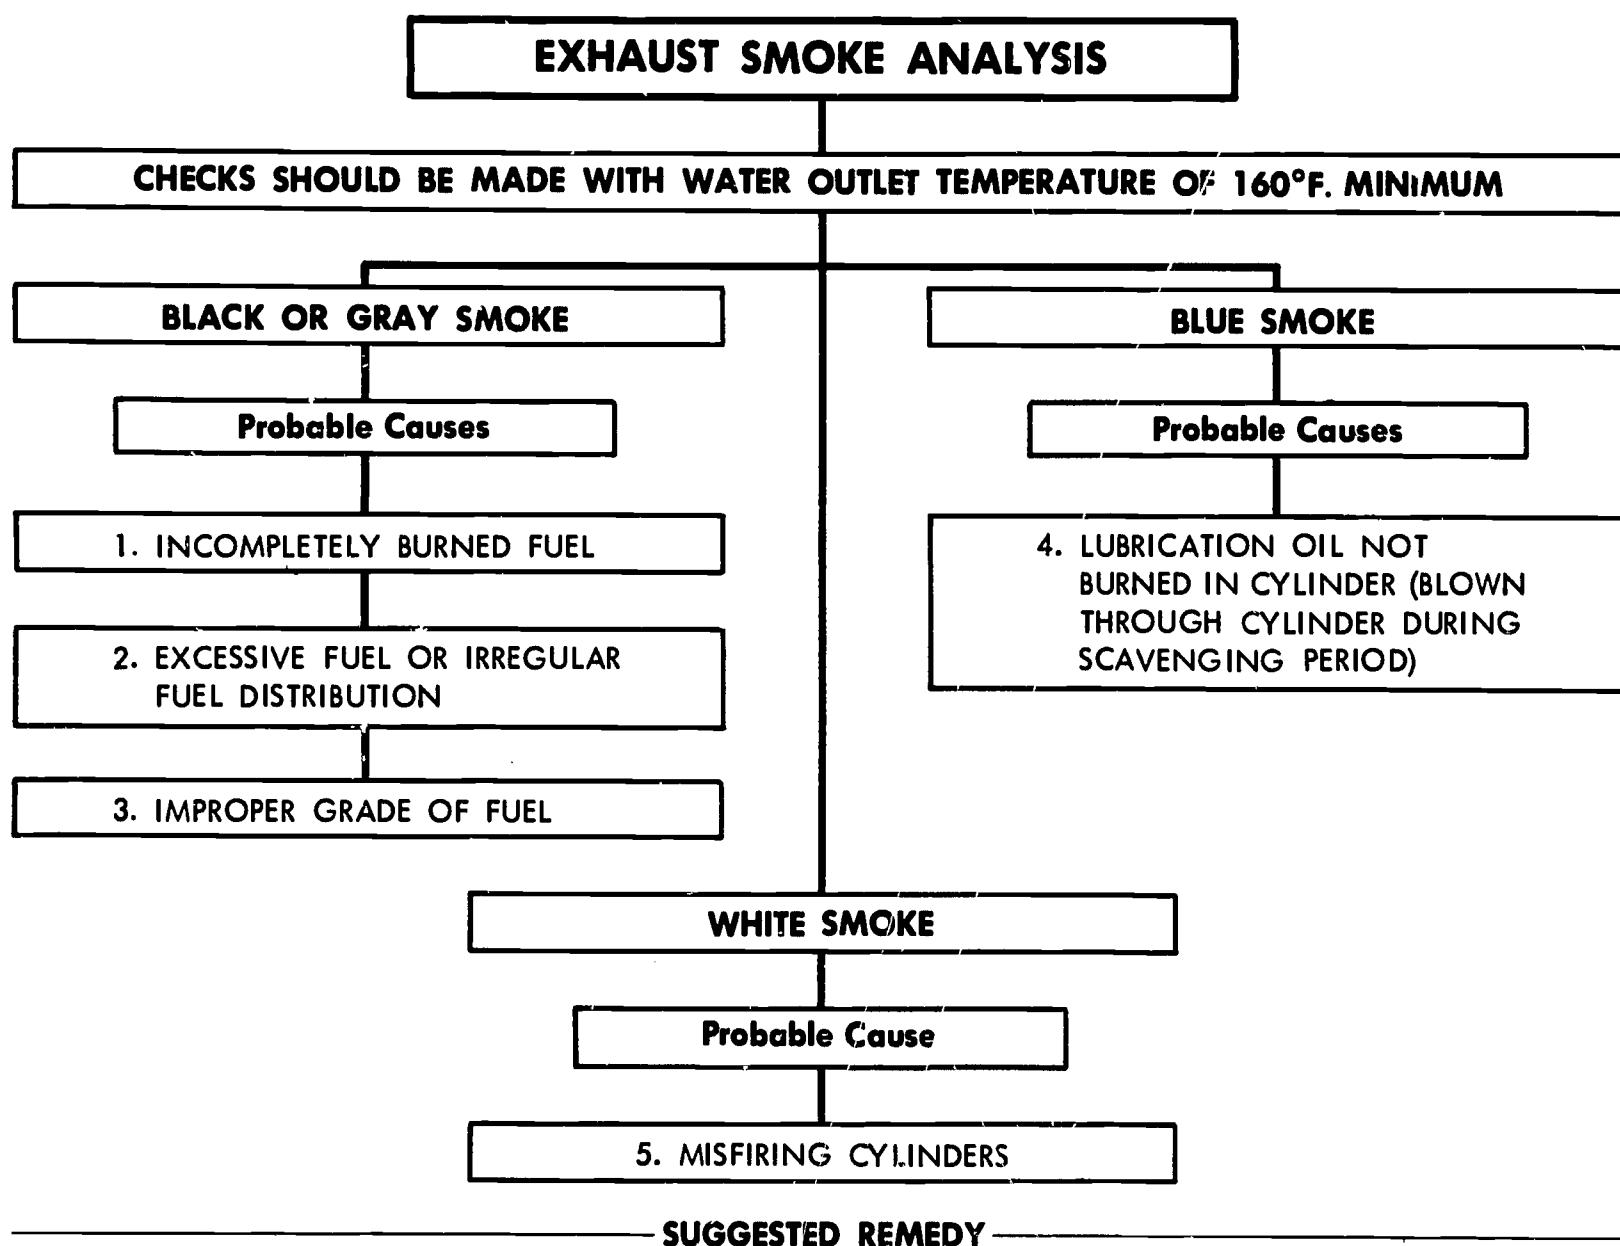 EXHAUST SMOKE ANALYSIS
CHECKS SHOULD BE MADE WITH WATER OUTLET TEMPERATURE OF 160°F. MINIMUM
BLACK OR GRAY SMOKE
Probable Causes
1. INCOMPLETELY BURNED FUEL
2. EXCESSIVE FUEL OR IRREGULAR
FUEL DISTRIBUTION
3. IMPROPER GRADE OF FUEL
BLUE SMOKE
Probable Causes
4. LUBRICATION OIL NOT
BURNED IN CYLINDER (BLOWN
THROUGH CYLINDER DURING
SCAVENGING PERIOD)
WHITE SMOKE
Probable Cause
5. MISFIRING CYLINDERS
SUGGESTED REMEDY